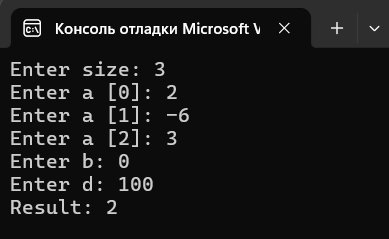 Консоль отладки Microsoft V
Enter size: 3
Enter a [0]: 2
Enter a [1]: -6
Enter a [2]: 3
Enter b: 0
Enter d: 100
Result: 2